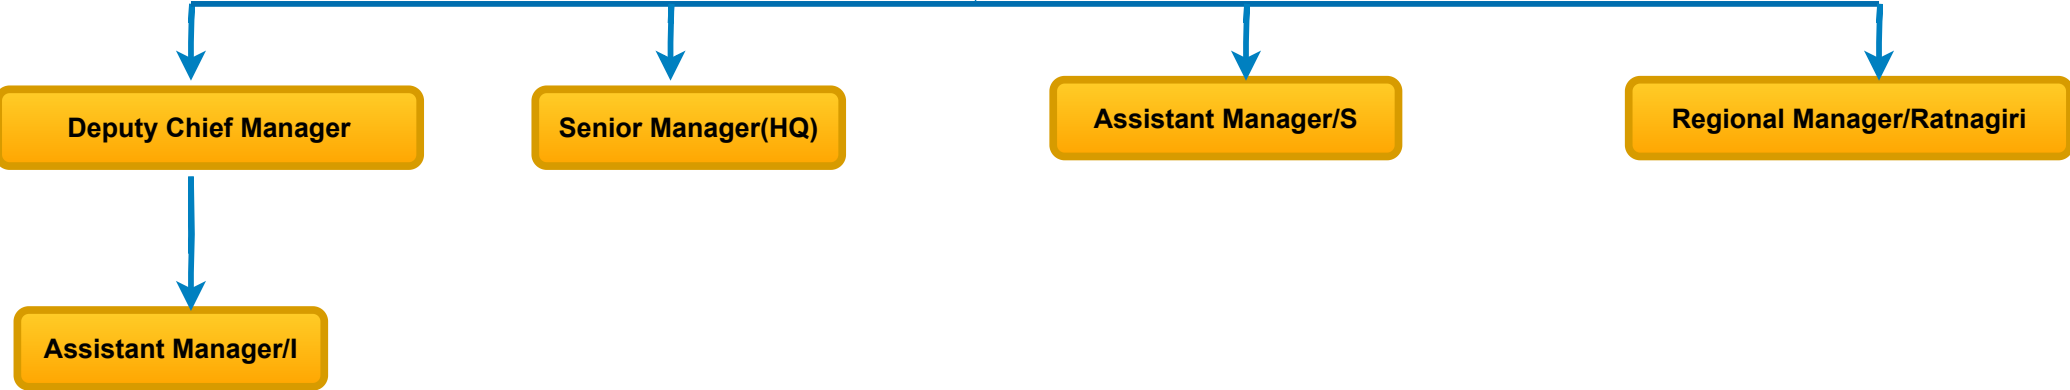 Deputy Chief Manager
Senior Manager(HQ)
Assistant Manager/S
Regional Manager/Ratnagiri
Assistant Manager/I